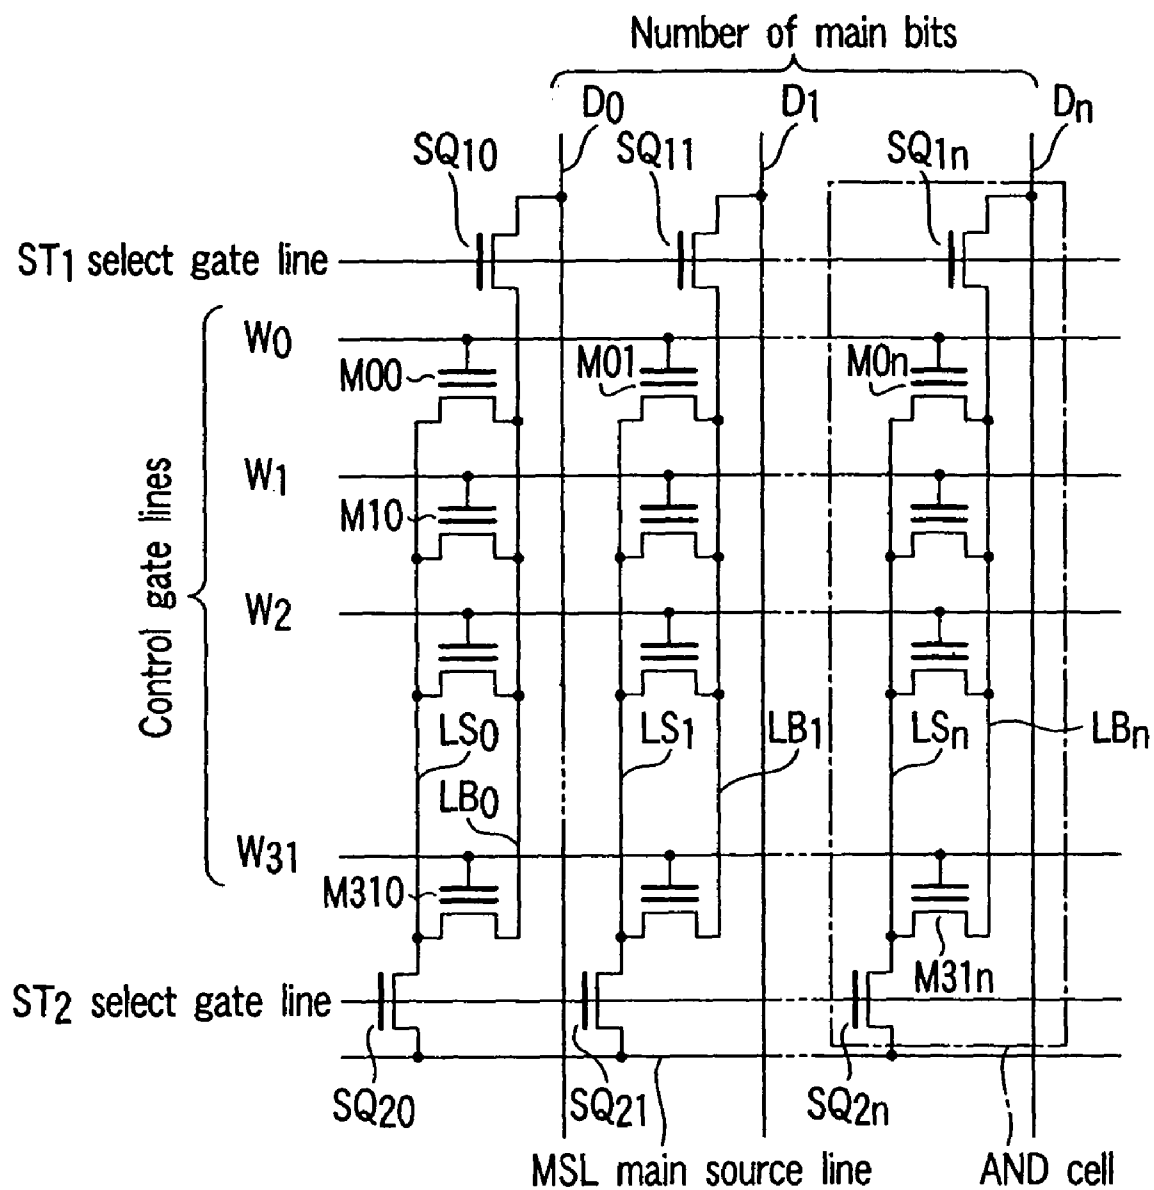 Number of main bits
D0 D1 Dn
SQ10 SQ11 SQ1n
ST1 select gate line
W0
M00 M01 M0n
W1
M10
Control gate lines
W2
LS0 LS1 LB1 LSn LBn
LB0
W31
M310
M31n
ST2 select gate line
SQ20 SQ21 SQ2n
MSL main source line AND cell